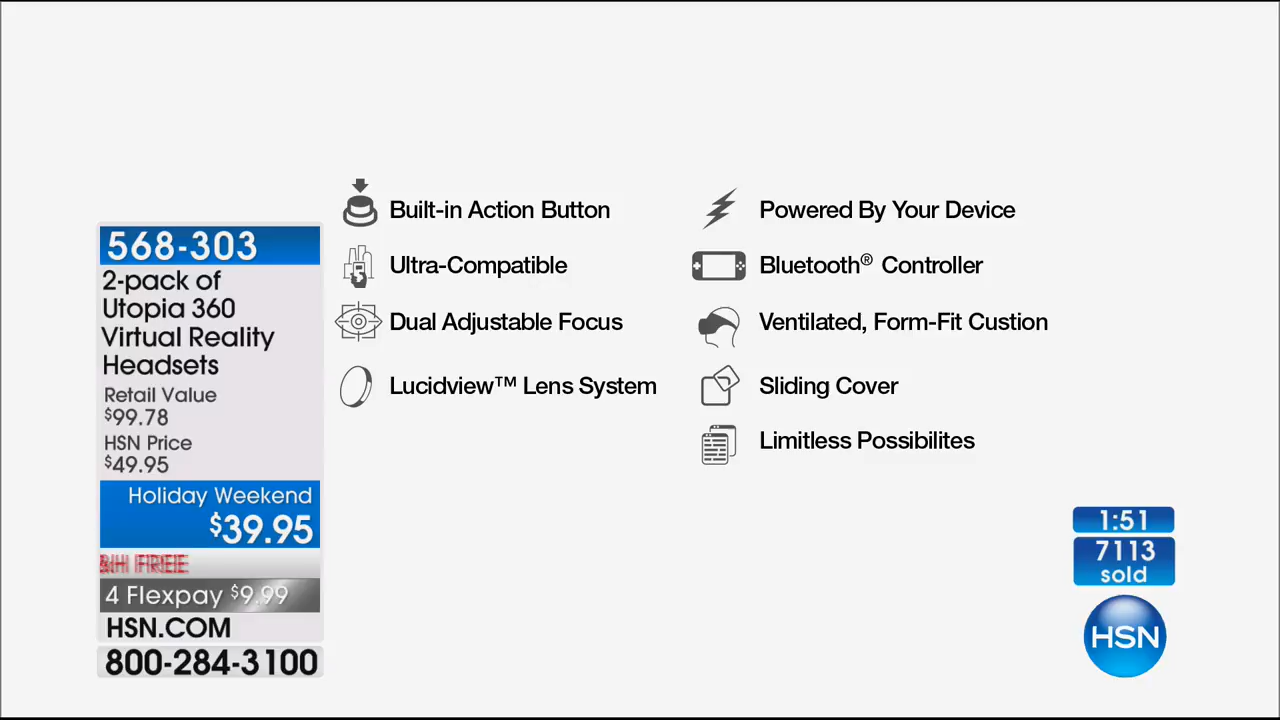 Built-in Action Button
Ultra-Compatible
Dual Adjustable Focus
Lucidview™ Lens System
Powered By Your Device
Bluetooth® Controller
Ventilated, Form-Fit Custion
Sliding Cover
Limitless Possibilites
568-303
2-pack of
Utopia 360
Virtual Reality
Headsets
Retail Value
$99.78
HSN Price
$49.95
Holiday Weekend
$39.95
S&H FREE
4 Flexpay $9.99
HSN.COM
800-284-3100
1:51
7113
sold
HSN